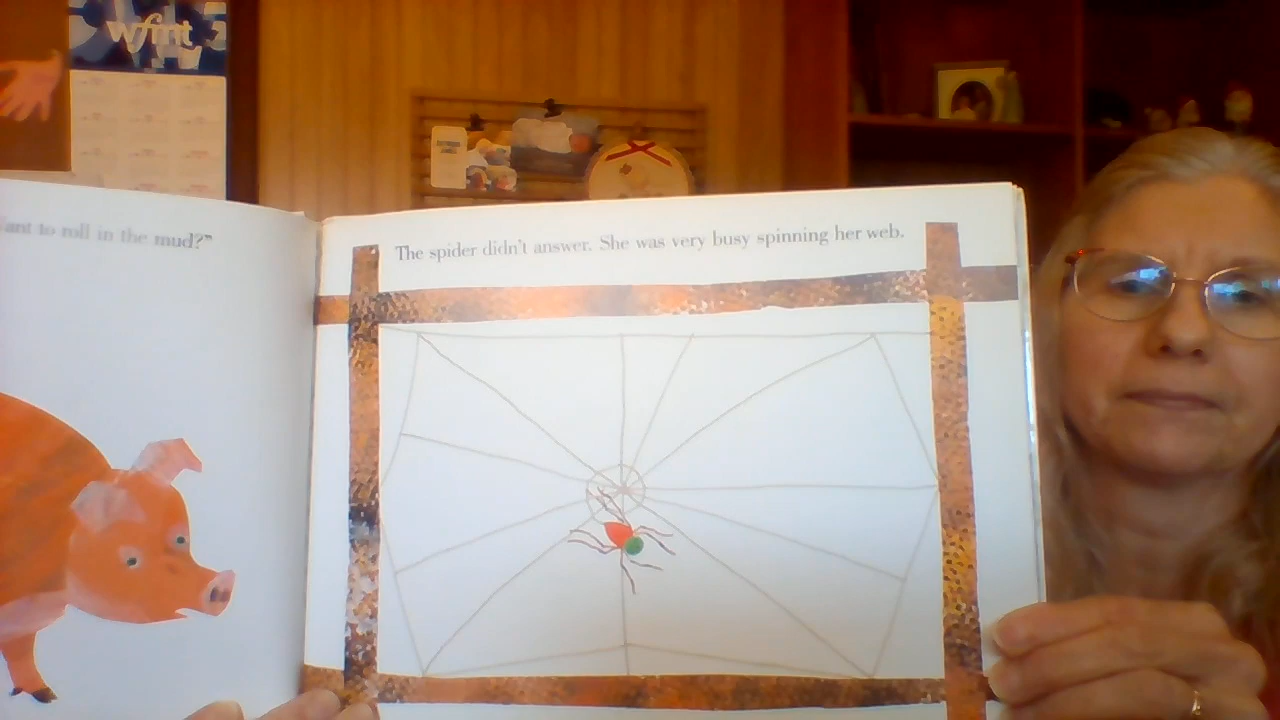 wfmt
ant to roll in the mud?"
The spider didn't answer. She was very busy spinning her web.